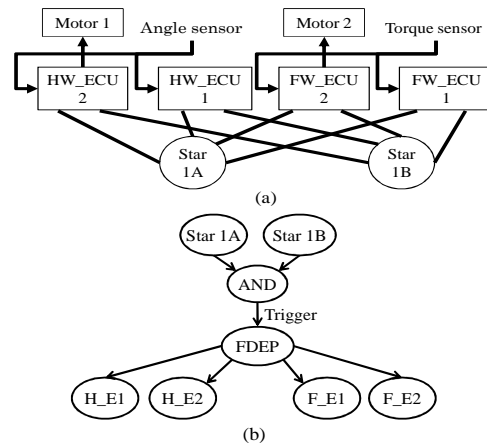 Motor 1
Angle sensor
Motor 2
Torque sensor
HW_ECU
2
HW_ECU
1
FW_ECU
2
FW_ECU
1
Star
1A
Star
1B
(a)
Star 1A
Star 1B
AND
Trigger
FDEP
H_E1
H_E2
F_E1
F_E2
(b)